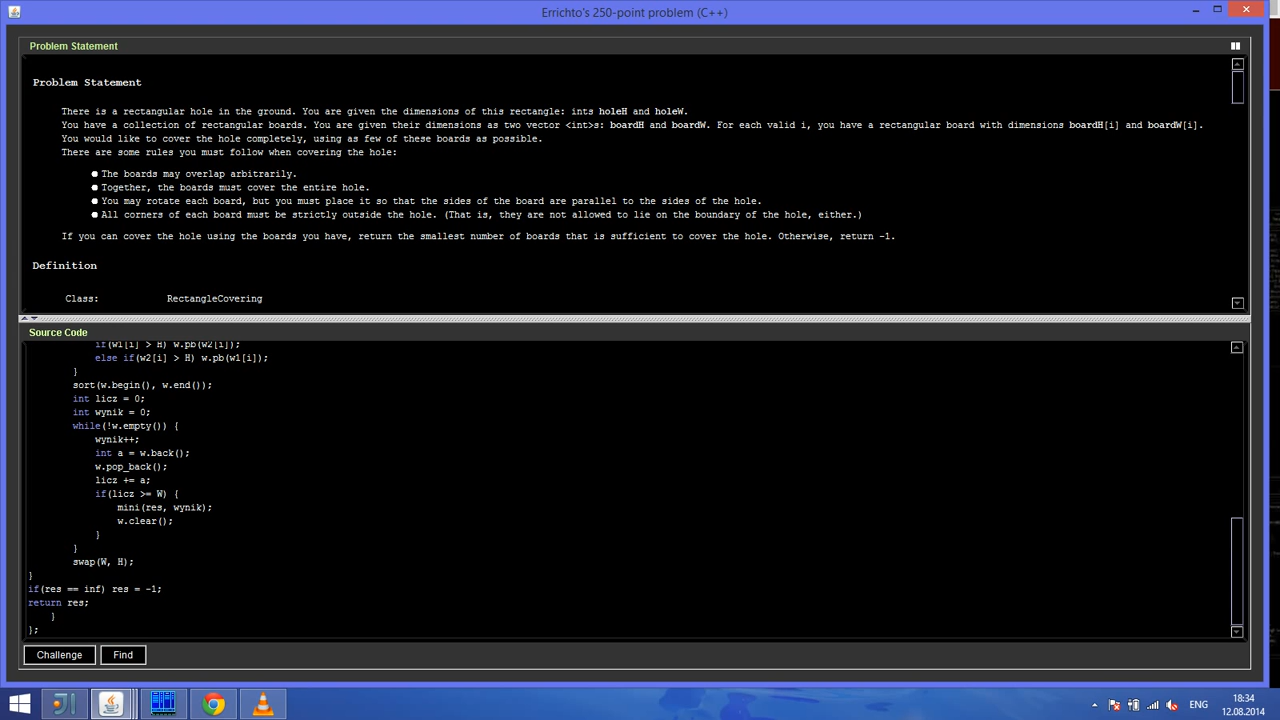 Errichto's 250-point problem (C++)
Problem Statement
Problem Statement
There is a rectangular hole in the ground. You are given the dimensions of this rectangle: ints holeH and holeW.
You have a collection of rectangular boards. You are given their dimensions as two vector <int>s: boardH and boardW. For each valid i, you have a rectangular board with dimensions boardH[i] and boardW[i].
You would like to cover the hole completely, using as few of these boards as possible.
There are some rules you must follow when covering the hole:
The boards may overlap arbitrarily.
Together, the boards must cover the entire hole.
You may rotate each board, but you must place it so that the sides of the board are parallel to the sides of the hole.
All corners of each board must be strictly outside the hole. (That is, they are not allowed to lie on the boundary of the hole, either.)
If you can cover the hole using the boards you have, return the smallest number of boards that is sufficient to cover the hole. Otherwise, return -1.
Definition
Class: RectangleCovering
Source Code
if(w1[i] > H) w.pb(w2[i]);
else if(w2[i] > H) w.pb(w1[i]);
}
sort(w.begin(), w.end());
int licz = 0;
int wynik = 0;
while(!w.empty()) {
wynik++;
int a = w.back();
w.pop_back();
licz += a;
if(licz >= W) {
mini(res, wynik);
w.clear();
}
}
swap(W, H);
}
if(res == inf) res = -1;
return res;
}
};
Challenge Find
ENG
18:34
12.08.2014